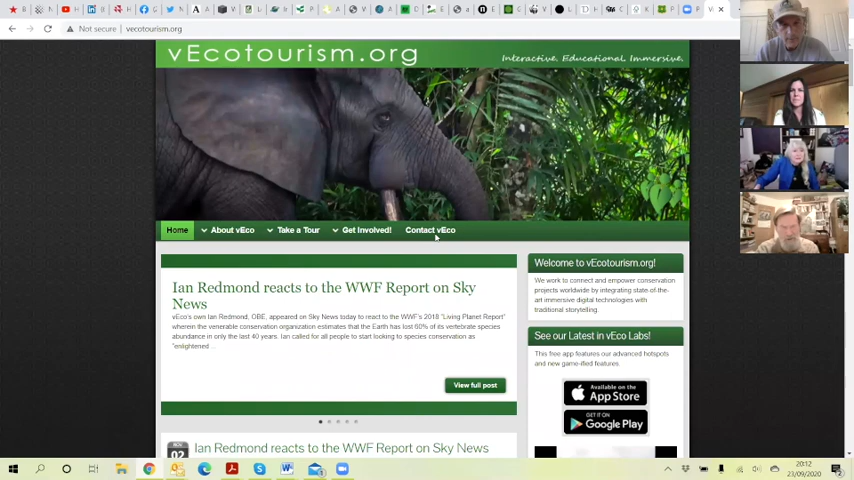 Not secure
vecotourism.org
vEcotourism.org
Interactive. Educational. Immersive.
Home
About vEco
Take a Tour
Get Involved!
Contact vEco
Ian Redmond reacts to the WWF Report on Sky
News
vEco's own Ian Redmond, OBE, appeared on Sky News today to react to the WWF's 2018 "Living Planet Report"
wherein the venerable conservation organization estimates that the Earth has lost 60% of its vertebrate species
abundance in only the last 40 years. Ian called for all people to start looking to species conservation as
"enlightened ...
View full post
Welcome to vEcotourism.org!
We work to connect and empower conservation
projects worldwide by integrating state-of-the-
art immersive digital technologies with
traditional storytelling.
See our Latest in vEco Labs!
This free app features our advanced hotspots
and new game-ified features.
Available on the
App Store
GET IT ON
Google Play
NOV
02
Ian Redmond reacts to the WWF Report on Sky NEWS
20:12
23/09/2020